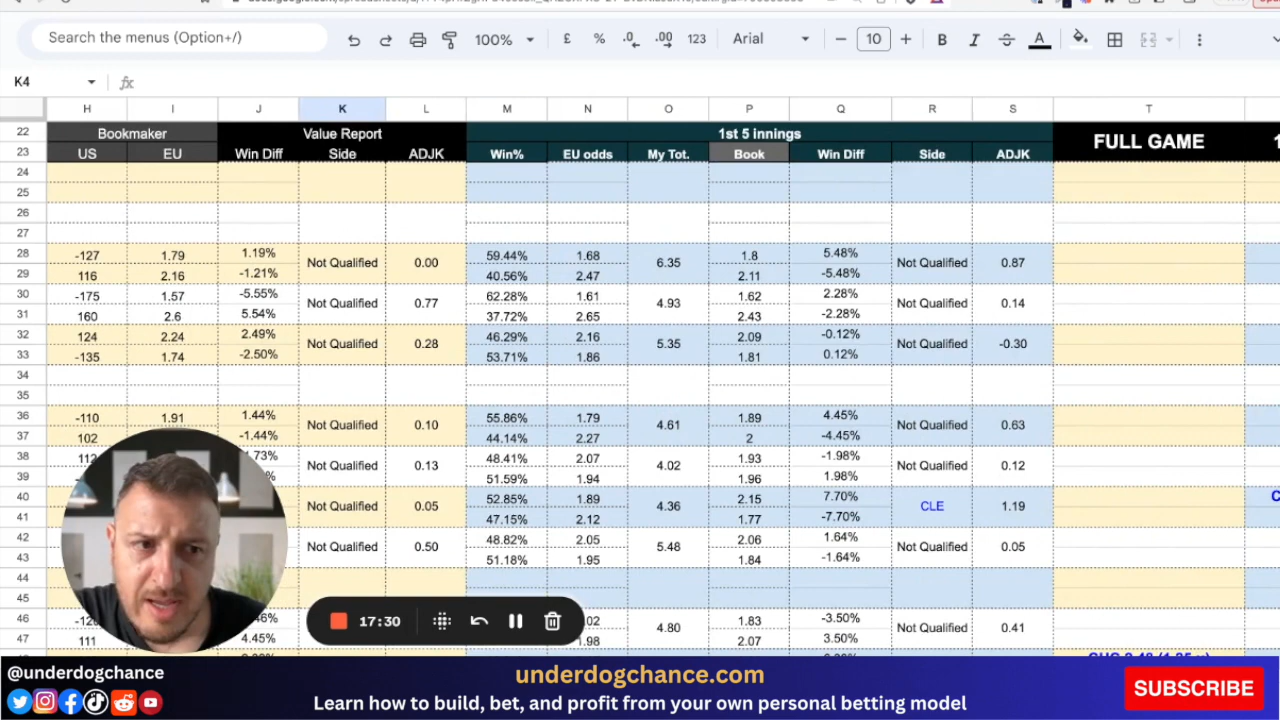 Search the menus (Option+/)
100%
£ % .0 .00 123
Arial
10
B I A
K4
fx
H I J K L M N O P Q R S T
22 Bookmaker Value Report 1st 5 innings FULL GAME
23 US EU Win Diff Side ADJK Win% EU odds My Tot. Book Win Diff Side ADJK
24
25
26
27
28 -127 1.79 1.19% Not Qualified 0.00 59.44% 1.68 6.35 1.8 5.48% Not Qualified 0.87
29 116 2.16 -1.21% 40.56% 2.47 2.11 -5.48%
30 -175 1.57 -5.55% Not Qualified 0.77 62.28% 1.61 4.93 1.62 2.28% Not Qualified 0.14
31 160 2.6 5.54% 37.72% 2.65 2.43 -2.28%
32 124 2.24 2.49% Not Qualified 0.28 46.29% 2.16 5.35 2.09 -0.12% Not Qualified -0.30
33 -135 1.74 -2.50% 53.71% 1.86 1.81 0.12%
34
35
36 -110 1.91 1.44% Not Qualified 0.10 55.86% 1.79 4.61 1.89 4.45% Not Qualified 0.63
37 102 -1.44% 44.14% 2.27 2 -4.45%
38 Not Qualified 0.13 48.41% 2.07 4.02 1.93 -1.98% Not Qualified 0.12
39 51.59% 1.94 1.96 1.98%
40 Not Qualified 0.05 52.85% 1.89 4.36 2.15 7.70% CLE 1.19
41 47.15% 2.12 1.77 -7.70%
42 Not Qualified 0.50 48.82% 2.05 5.48 2.06 1.64% Not Qualified 0.05
43 51.18% 1.95 1.84 -1.64%
44
45
46 4.80 1.83 -3.50% Not Qualified 0.41
47 111 4.45% 2.07 3.50%
17:30
@underdogchance
underdogchance.com
Learn how to build, bet, and profit from your own personal betting model
SUBSCRIBE